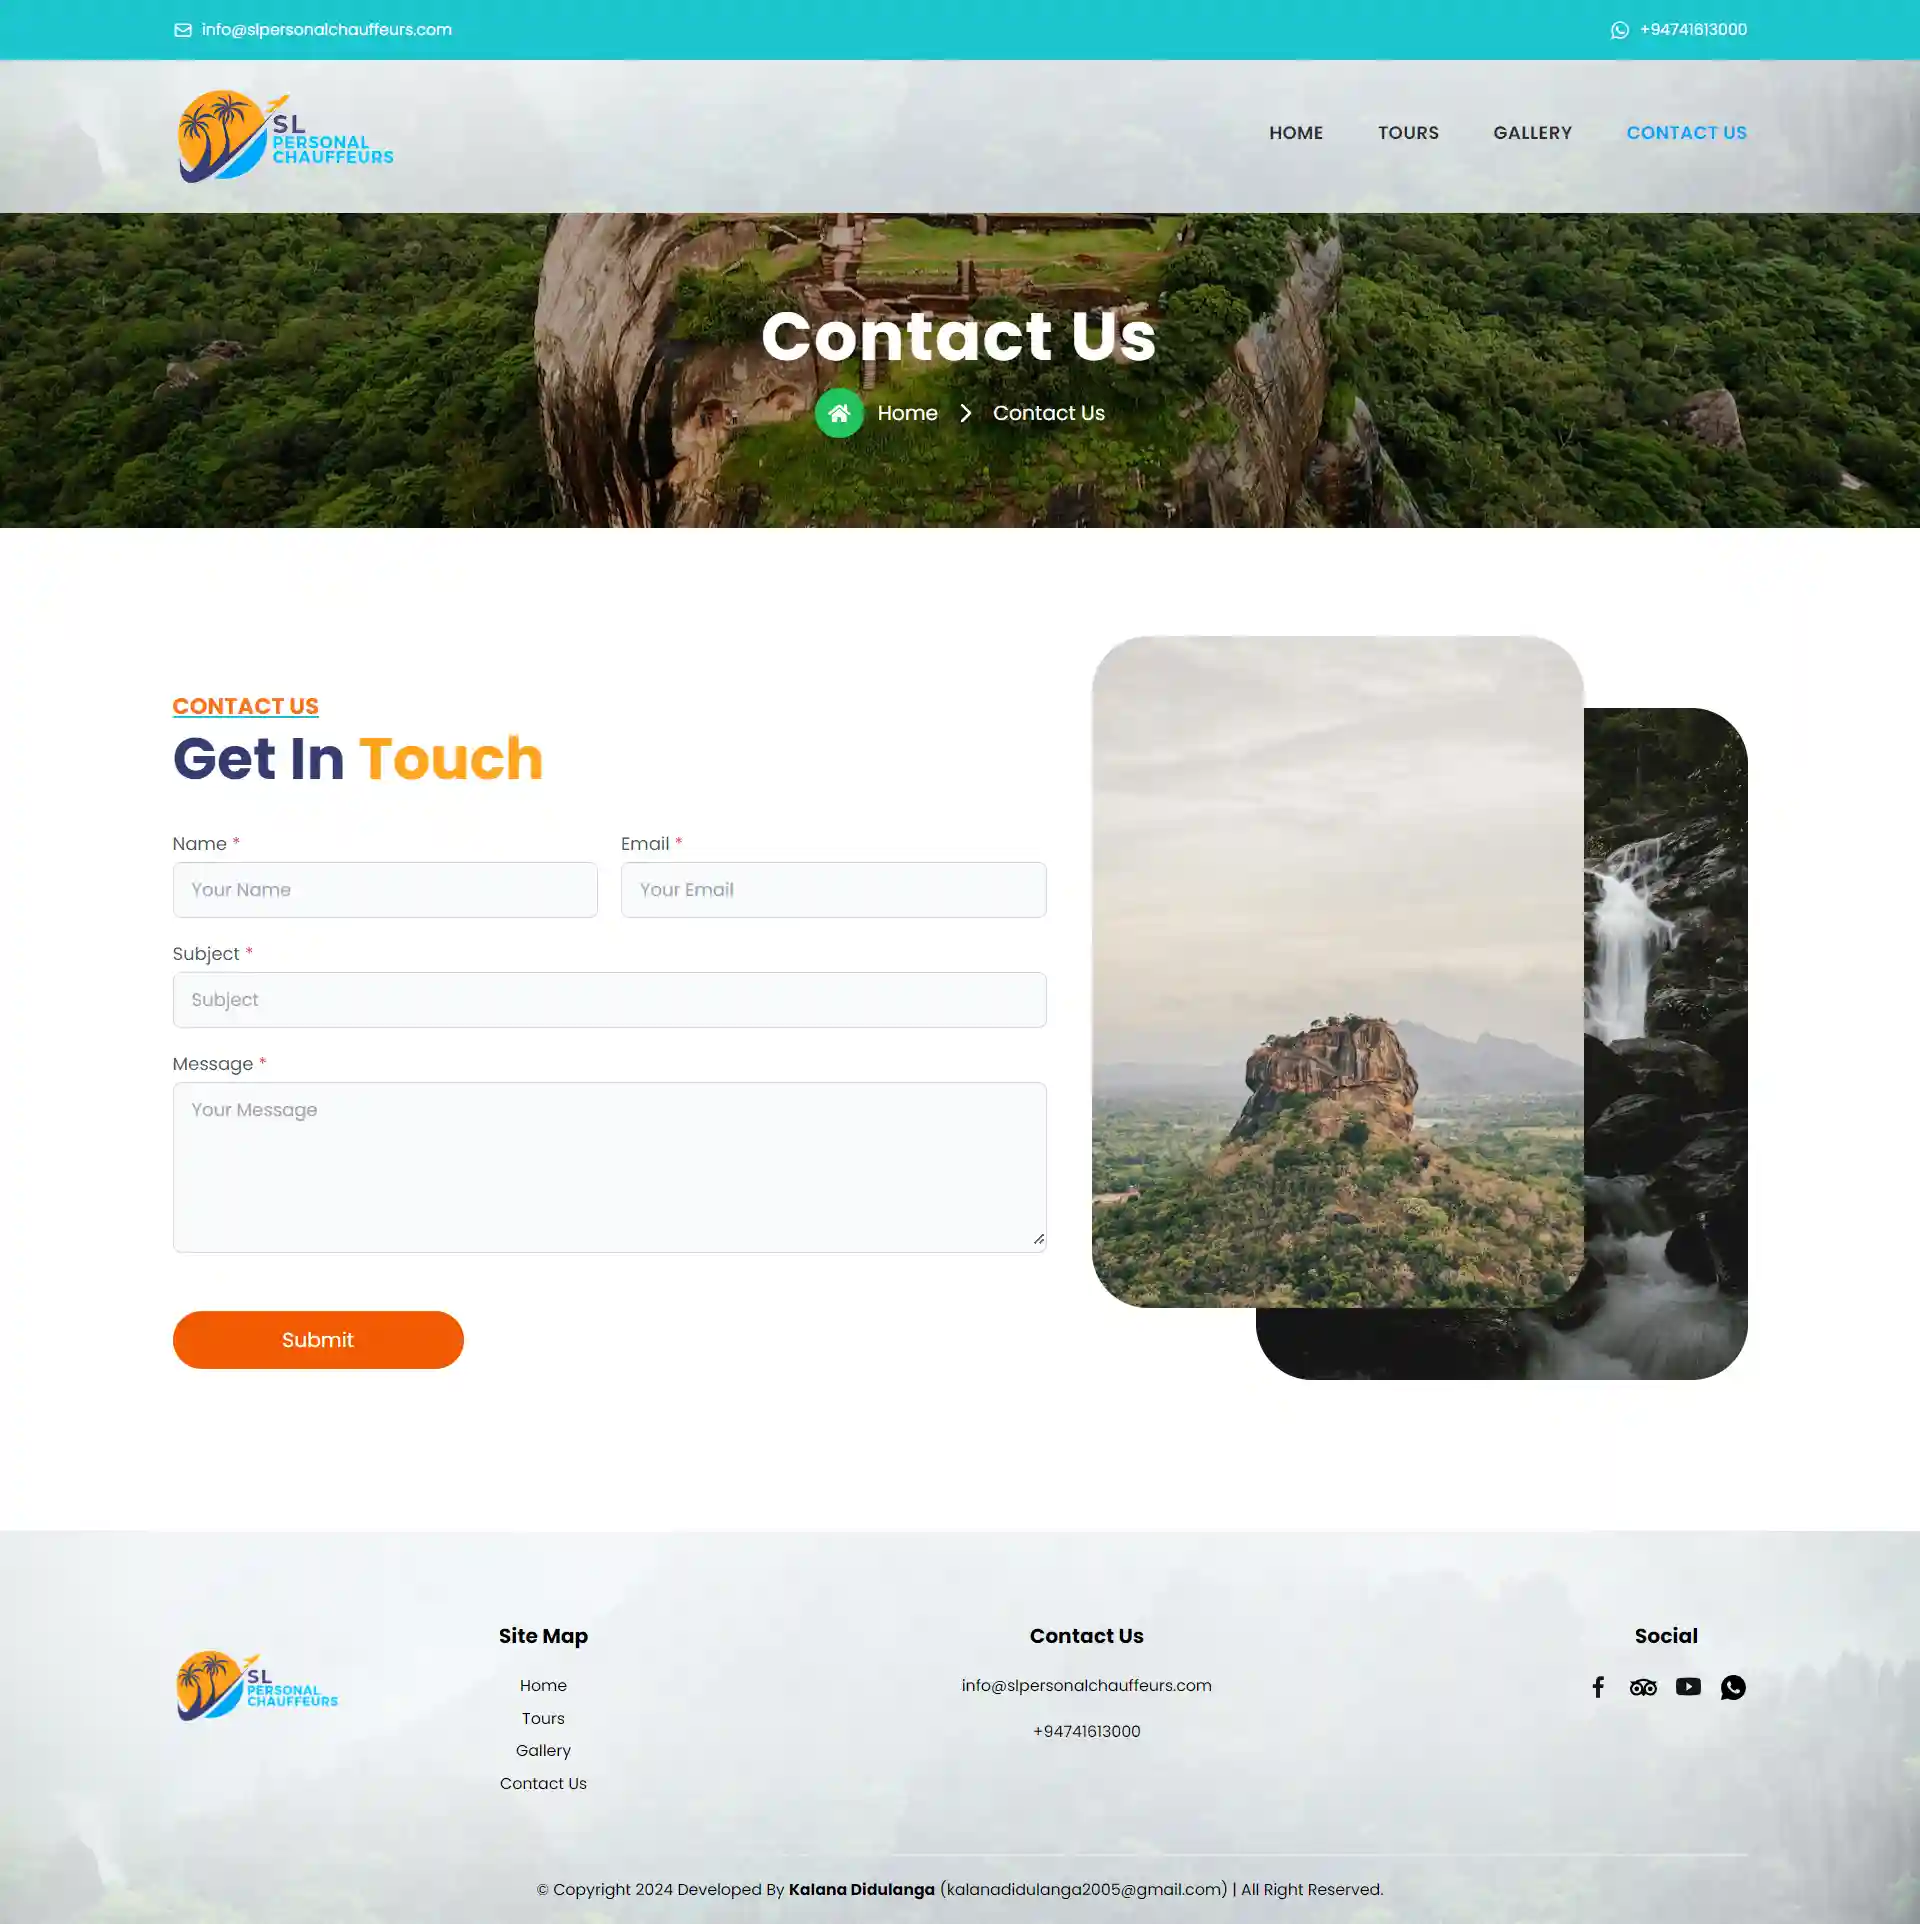 info@slpersonalchauffeurs.com
+94741613000
SL
PERSONAL
CHAUFFEURS
HOME
TOURS
GALLERY
CONTACT US
Contact Us
Home
Contact Us
CONTACT US
Get In Touch
Name *
Email *
Your Name
Your Email
Subject *
Subject
Message *
Your Message
Submit
SL
PERSONAL
CHAUFFEURS
Site Map
Home
Tours
Gallery
Contact Us
Contact Us
info@slpersonalchauffeurs.com
+94741613000
Social
© Copyright 2024 Developed By Kalana Didulanga (kalanadidulanga2005@gmail.com) | All Right Reserved.